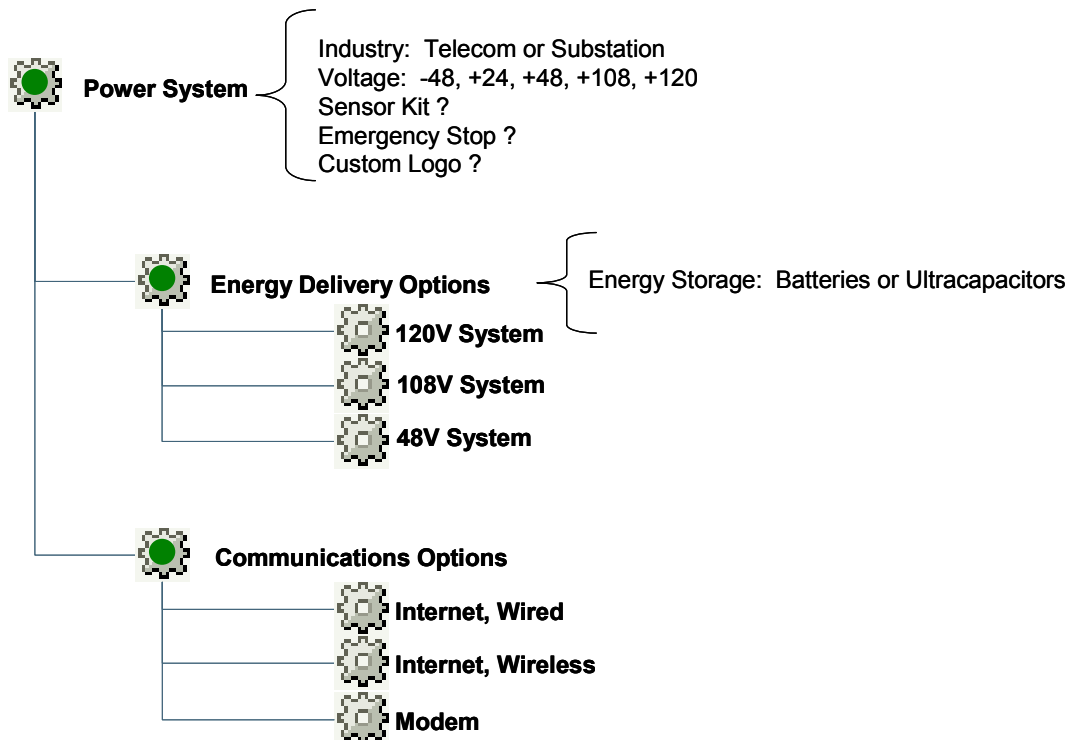 Industry: Telecom or Substation
Power System
Voltage: -48, +24, +48, +108, +120
Sensor Kit ?
Emergency Stop ?
Custom Logo ?
Energy Delivery Options
Energy Storage: Batteries or Ultracapacitors
120V System
108V System
48V System
Communications Options
Internet, Wired
Internet, Wireless
Modem